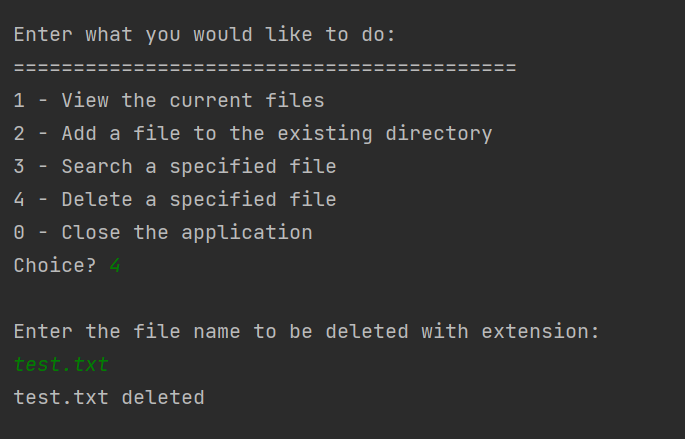 Enter what you would like to do:
==========================================
1 - View the current files
2 - Add a file to the existing directory
3 - Search a specified file
4 - Delete a specified file
0 - Close the application
Choice? 4
Enter the file name to be deleted with extension:
test.txt
test.txt deleted